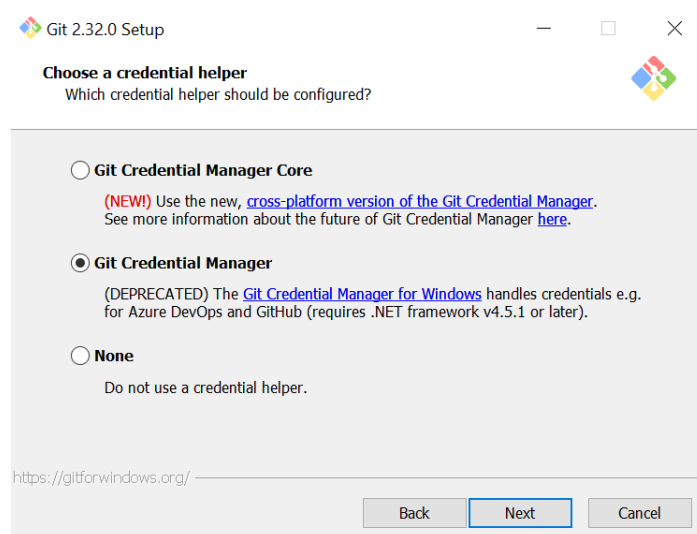 Git 2.32.0 Setup
Choose a credential helper
Which credential helper should be configured?
Git Credential Manager Core
(NEW!) Use the new, cross-platform version of the Git Credential Manager.
See more information about the future of Git Credential Manager here.
Git Credential Manager
(DEPRECATED) The Git Credential Manager for Windows handles credentials e.g.
for Azure DevOps and GitHub (requires .NET framework v4.5.1 or later).
None
Do not use a credential helper.
https://gitforwindows.org/
Back Next Cancel